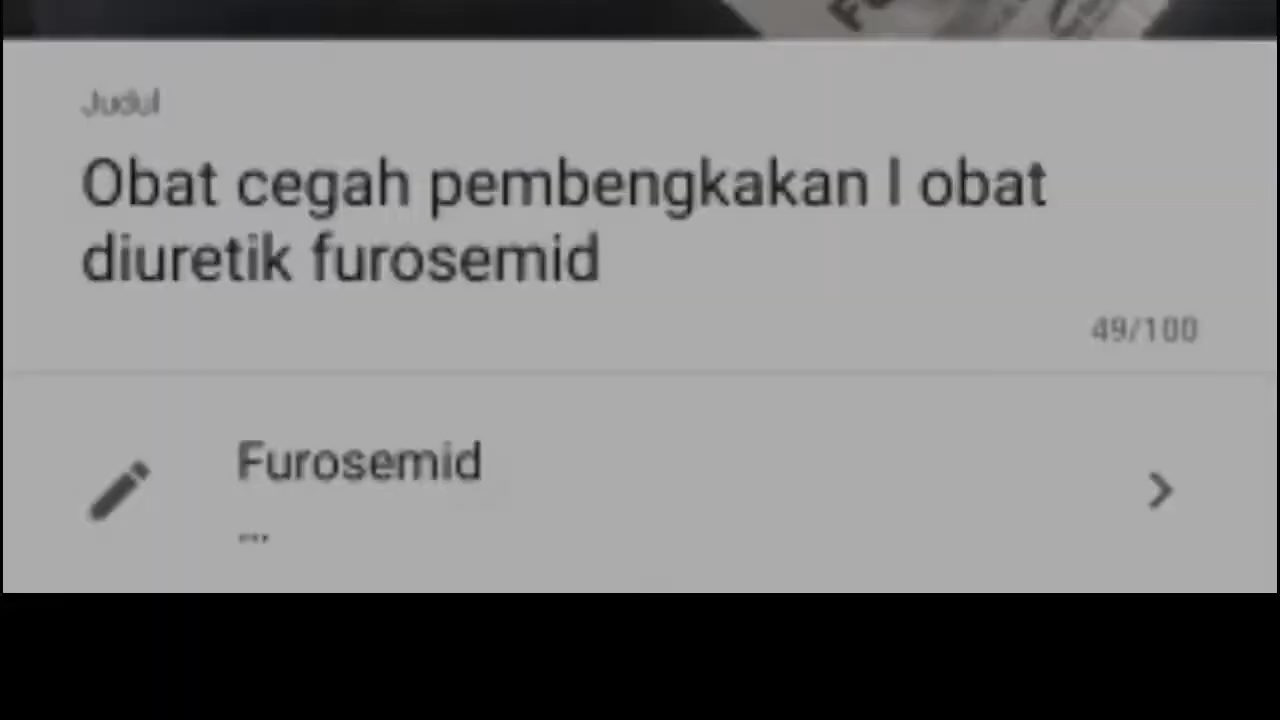 Judul
Obat cegah pembengkakan l obat
diuretik furosemid
49/100
Furosemid
...